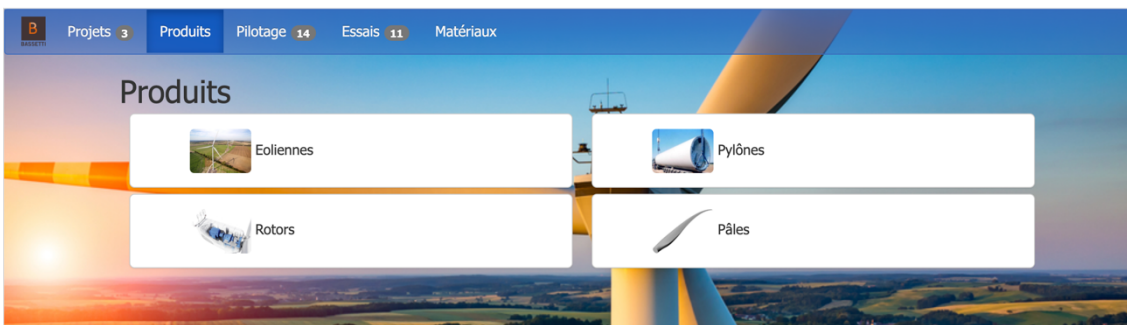 B
BASSETTI
Projets 3
Produits
Pilotage 14
Essais 11
Matériaux
Produits
Eoliennes
Pylônes
Rotors
Pâles